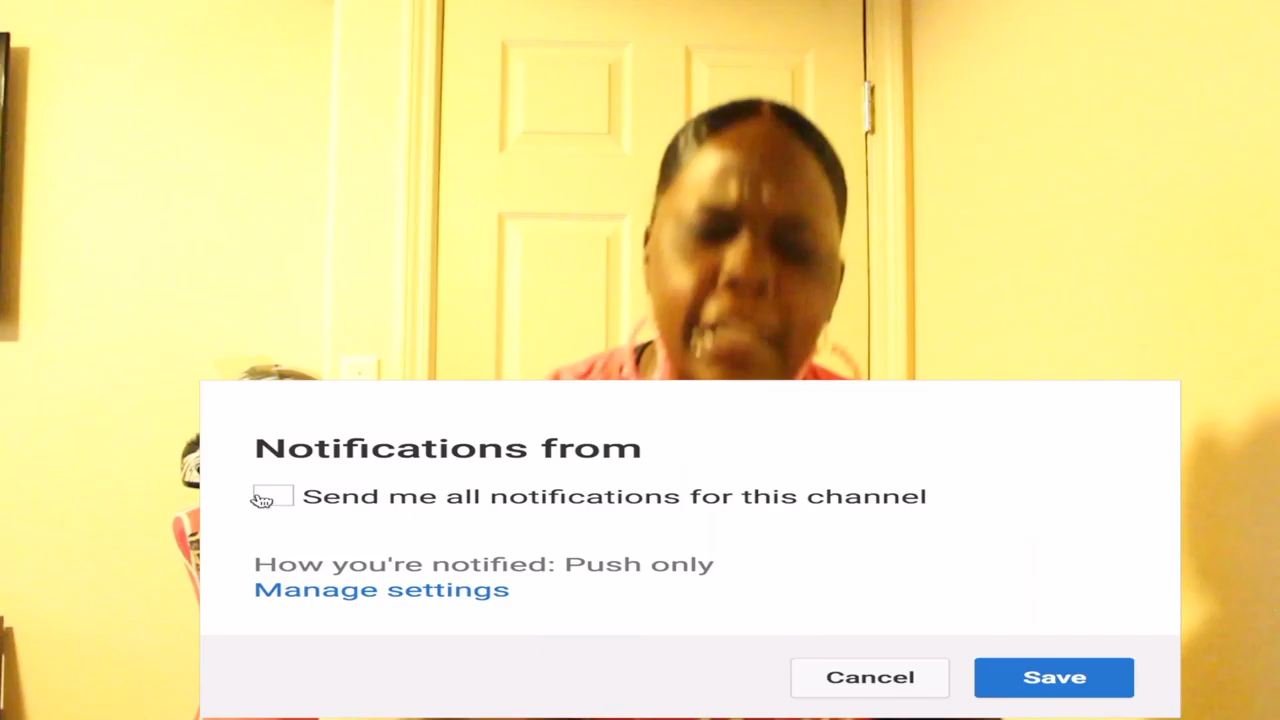 Notifications from
Send me all notifications for this channel
How you're notified: Push only
Manage settings
Cancel
Save